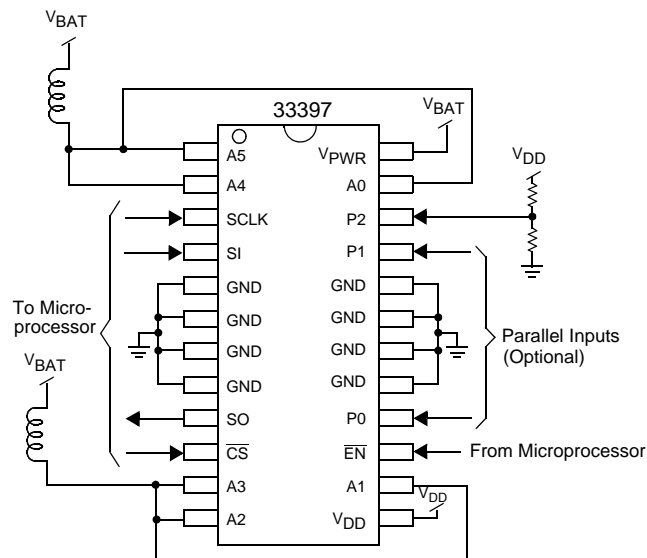 VBAT
33397
VBAT
VDD
A5
VPWR
A4
A0
SCLK
P2
SI
P1
GND
GND
GND
GND
GND
GND
GND
GND
To Micro-
processor
Parallel Inputs
(Optional)
VBAT
SO
P0
CS
EN
From Microprocessor
A3
A1
A2
VDD
VDD